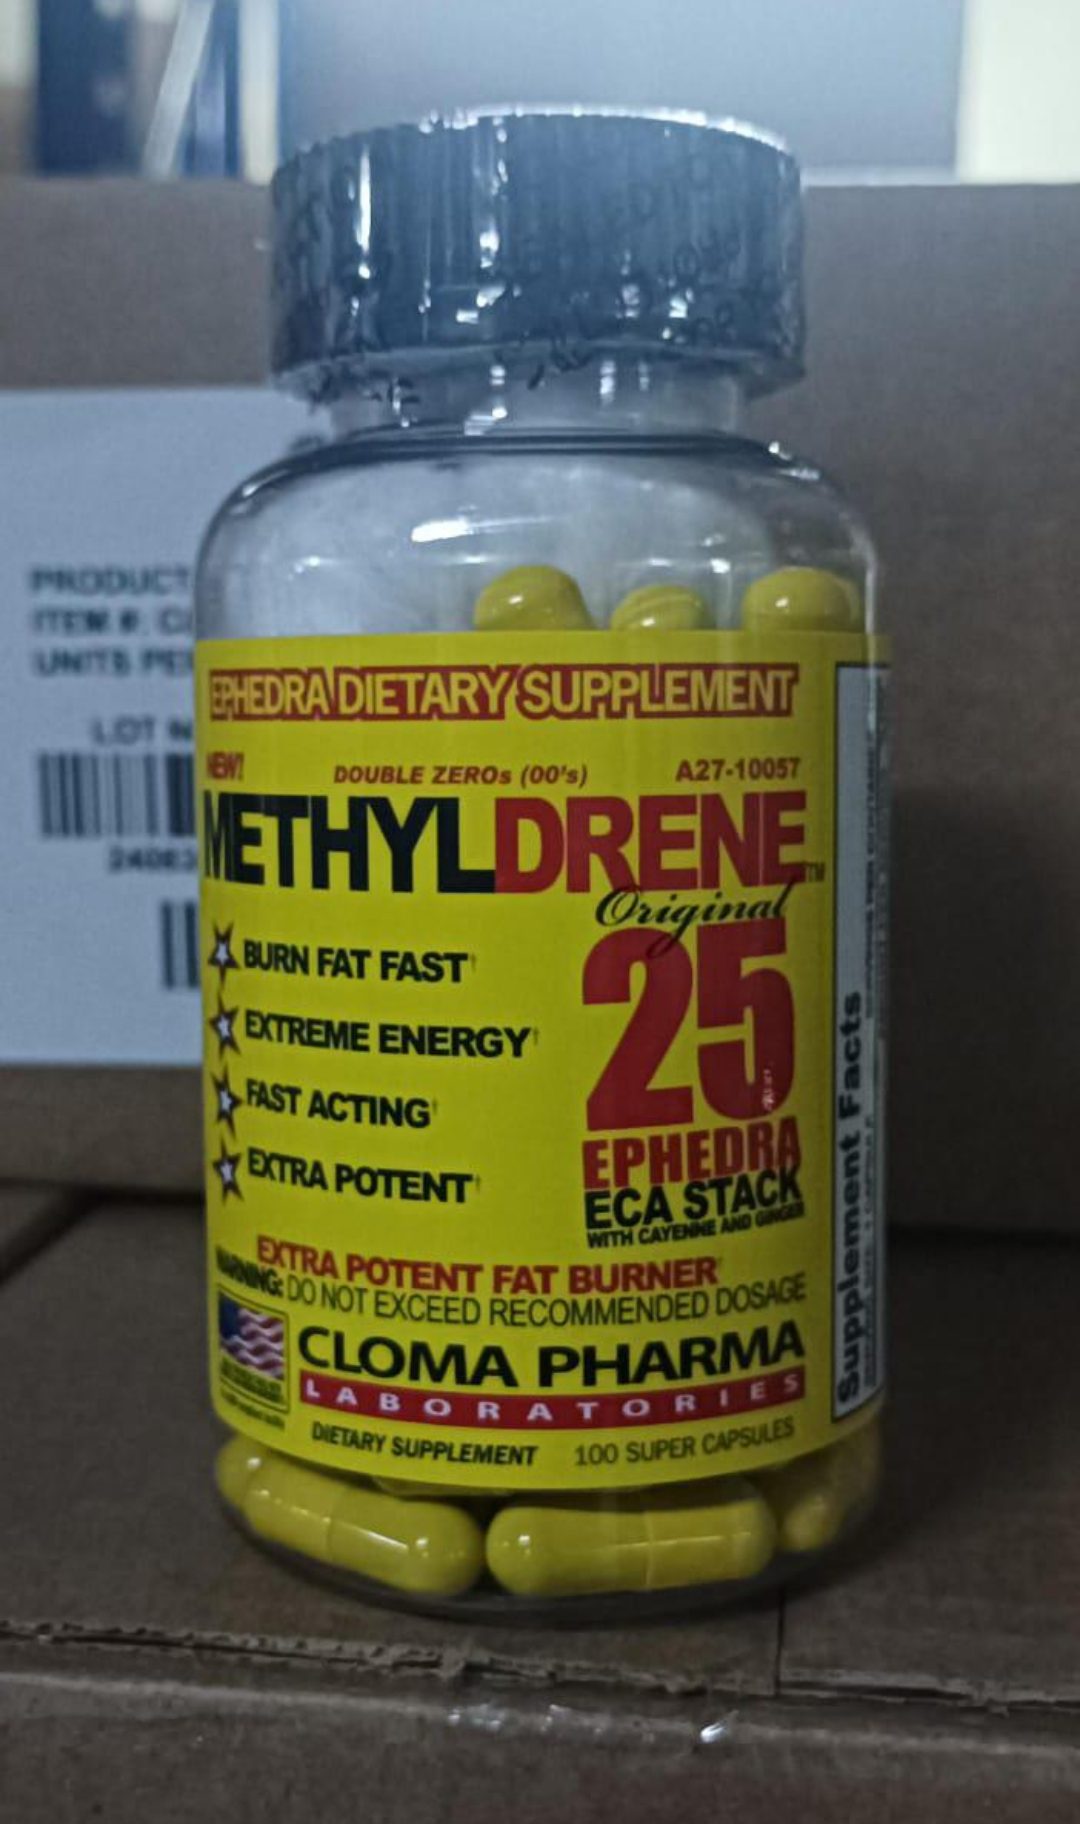 EPHEDRA DIETARY SUPPLEMENT
NEW!
DOUBLE ZEROs (00's)
A27-10057
METHYLDRENE™
Original
25
EPHEDRA
ECA STACK
WITH CAYENNE AND GINGER
BURN FAT FAST†
EXTREME ENERGY†
FAST ACTING†
EXTRA POTENT†
EXTRA POTENT FAT BURNER†
WARNING: DO NOT EXCEED RECOMMENDED DOSAGE
CLOMA PHARMA
LABORATORIES
DIETARY SUPPLEMENT 100 SUPER CAPSULES
Supplement Facts
PRODUCT
ITEM #:
UNITS
LOT